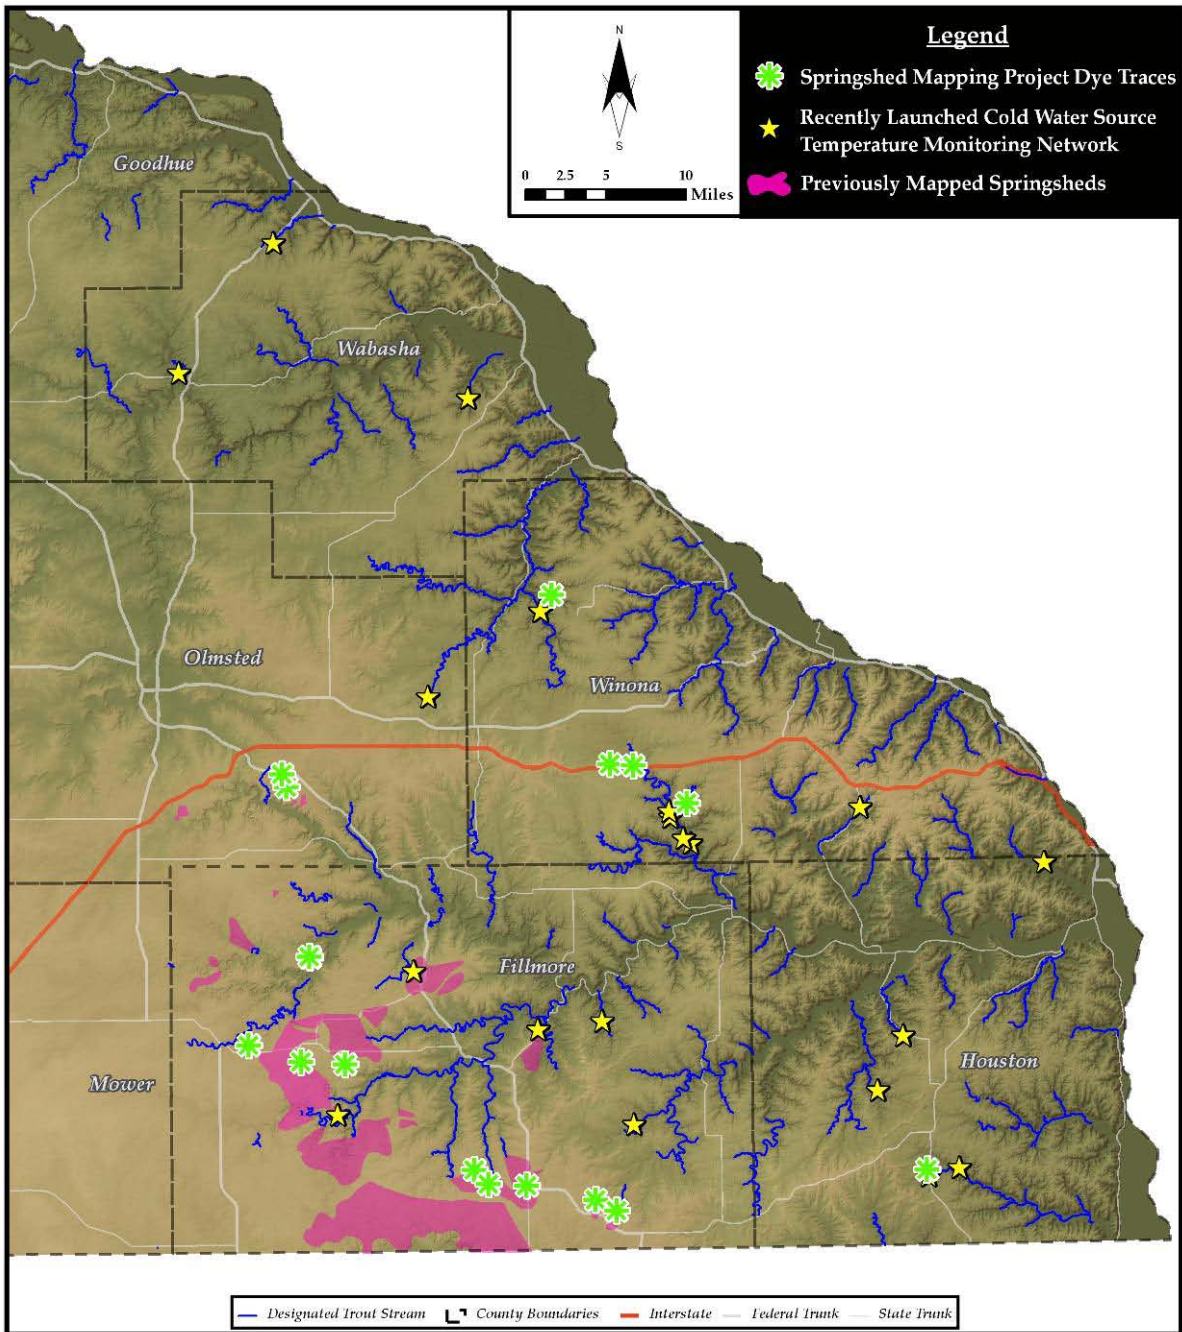 N
S
0 2.5 5 10
Miles
Legend
Springshed Mapping Project Dye Traces
Recently Launched Cold Water Source
Temperature Monitoring Network
Previously Mapped Springsheds
Goodhue
Wabasha
Olmsted
Winona
Fillmore
Mower
Houston
Designated Trout Stream County Boundaries Interstate Federal Trunk State Trunk